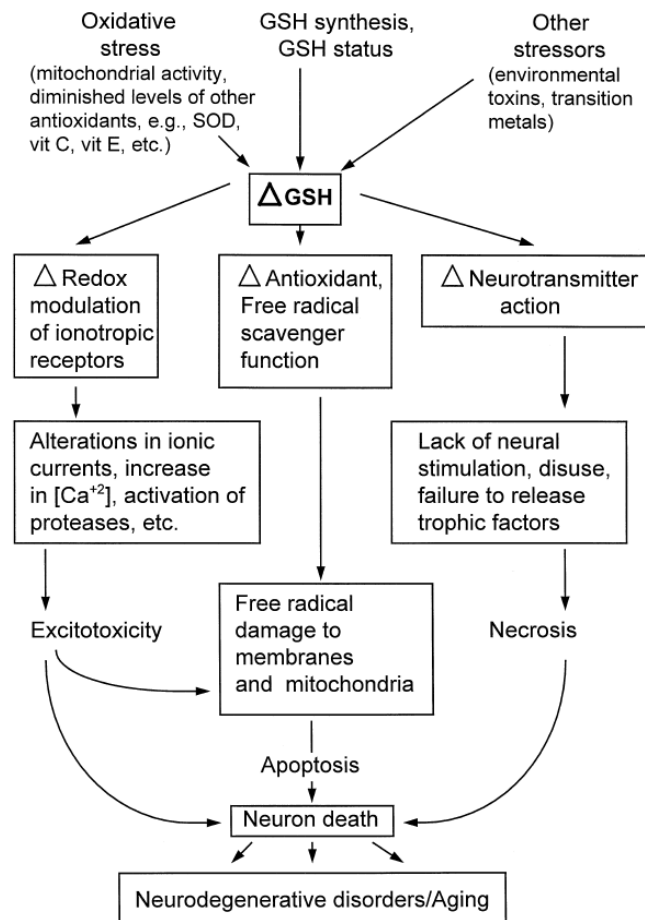 Oxidative
stress
(mitochondrial activity,
diminished levels of other
antioxidants, e.g., SOD,
vit C, vit E, etc.)
GSH synthesis,
GSH status
Other
stressors
(environmental
toxins, transition
metals)
△ GSH
△ Redox
modulation
of ionotropic
receptors
△ Antioxidant,
Free radical
scavenger
function
△ Neurotransmitter
action
Alterations in ionic
currents, increase
in [Ca⁺²], activation of
proteases, etc.
Lack of neural
stimulation, disuse,
failure to release
trophic factors
Excitotoxicity
Free radical
damage to
membranes
and mitochondria
Necrosis
Apoptosis
Neuron death
Neurodegenerative disorders/Aging